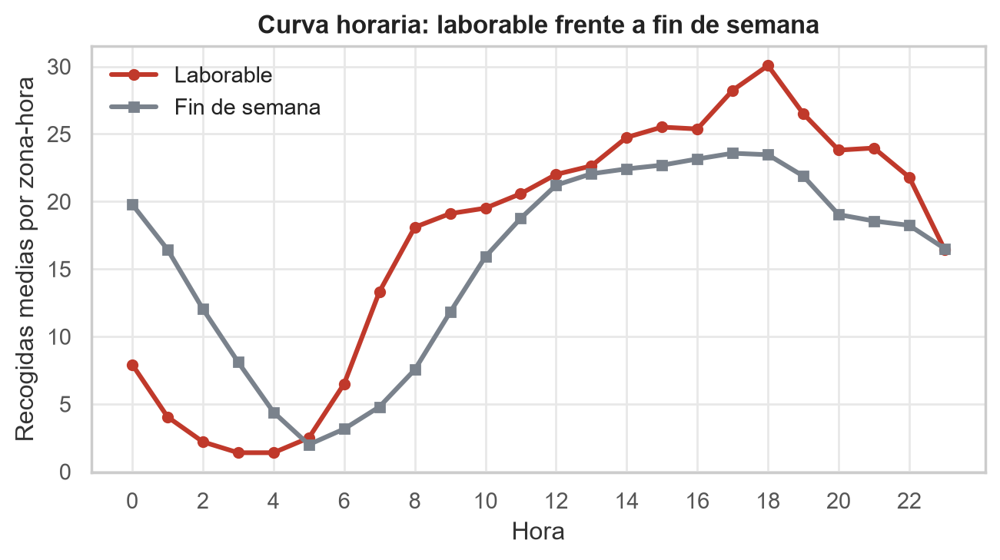 Curva horaria: laborable frente a fin de semana
Laborable
Fin de semana
Recogidas medias por zona-hora
30
25
20
15
10
5
0
0 2 4 6 8 10 12 14 16 18 20 22
Hora